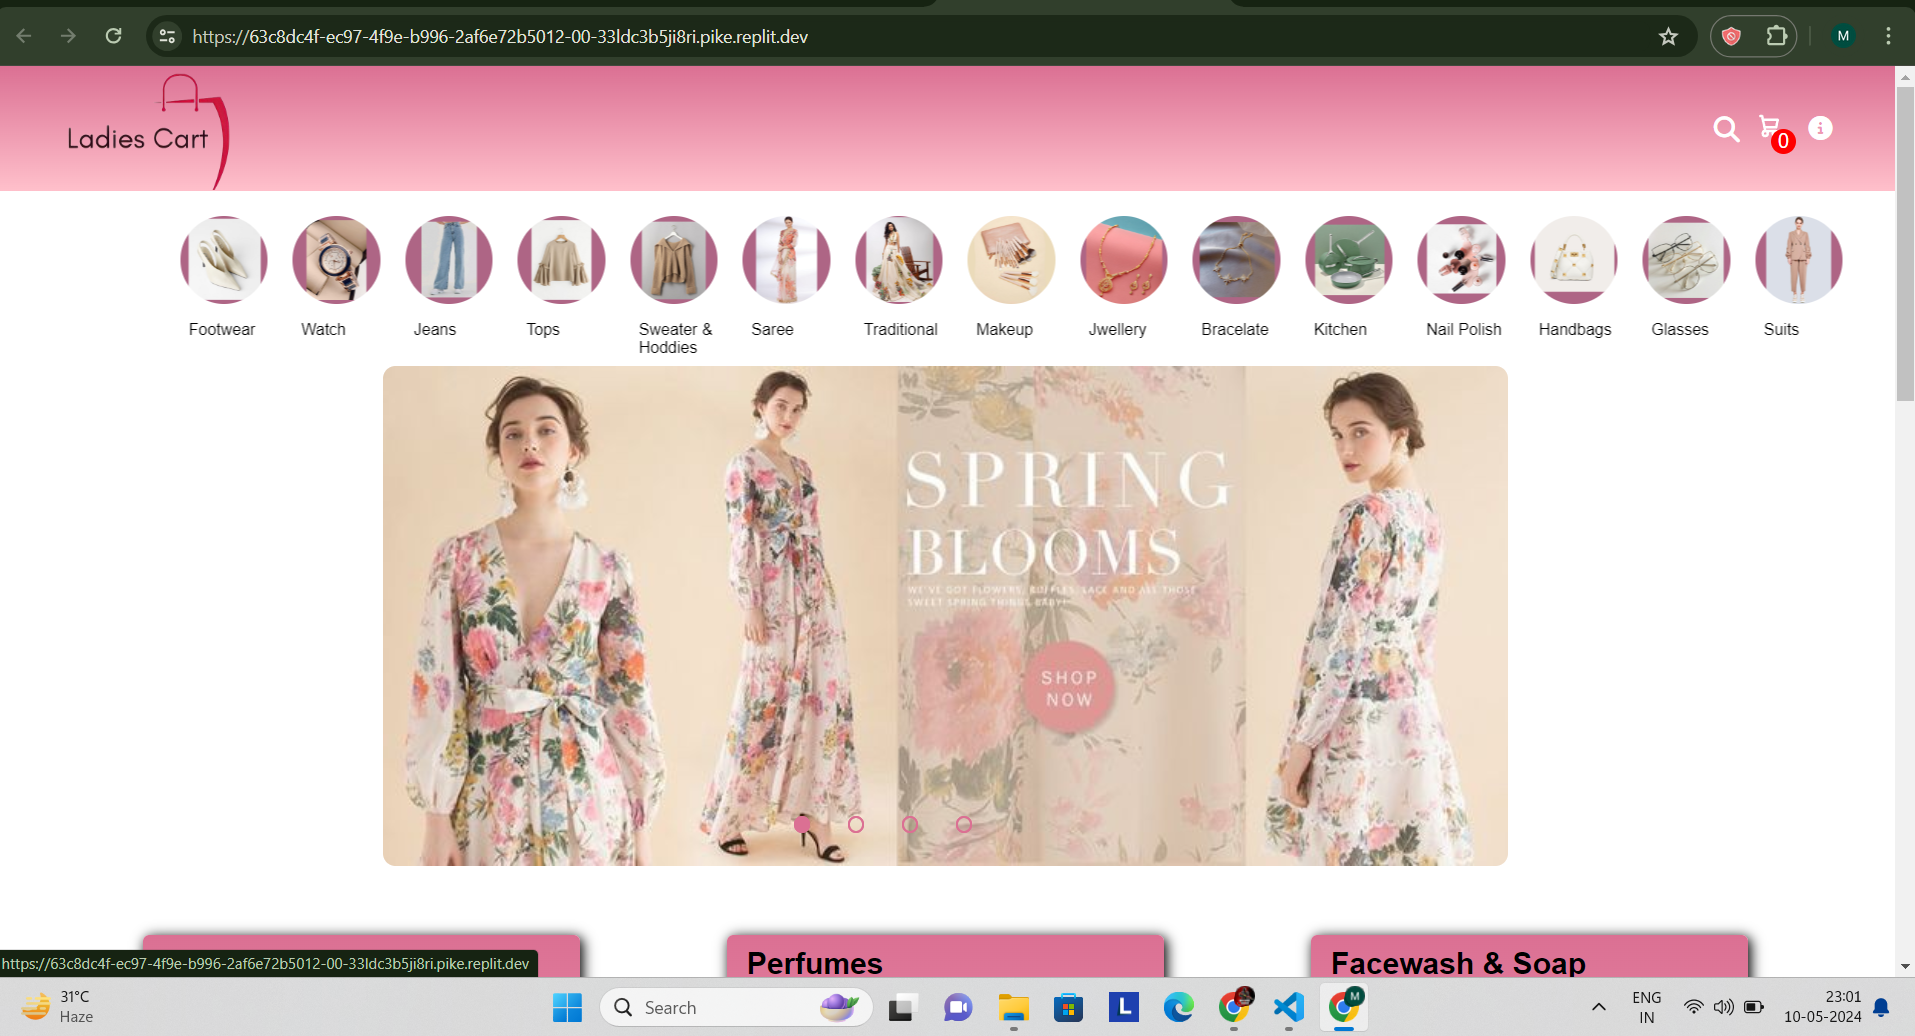 https://63c8dc4f-ec97-4f9e-b996-2af6e72b5012-00-33ldc3b5ji8ri.pike.replit.dev
M
Ladies Cart
0
Footwear
Watch
Jeans
Tops
Sweater &
Hoddies
Saree
Traditional
Makeup
Jwellery
Bracelate
Kitchen
Nail Polish
Handbags
Glasses
Suits
SPRING
BLOOMS
WE'VE GOT FLOWERS, RUFFLES, LACE AND ALL THOSE
SWEET SPRING THINGS BABY!
SHOP
NOW
Perfumes
Facewash & Soap
https://63c8dc4f-ec97-4f9e-b996-2af6e72b5012-00-33ldc3b5ji8ri.pike.replit.dev
31°C
Haze
Search
L
M
ENG
IN
23:01
10-05-2024